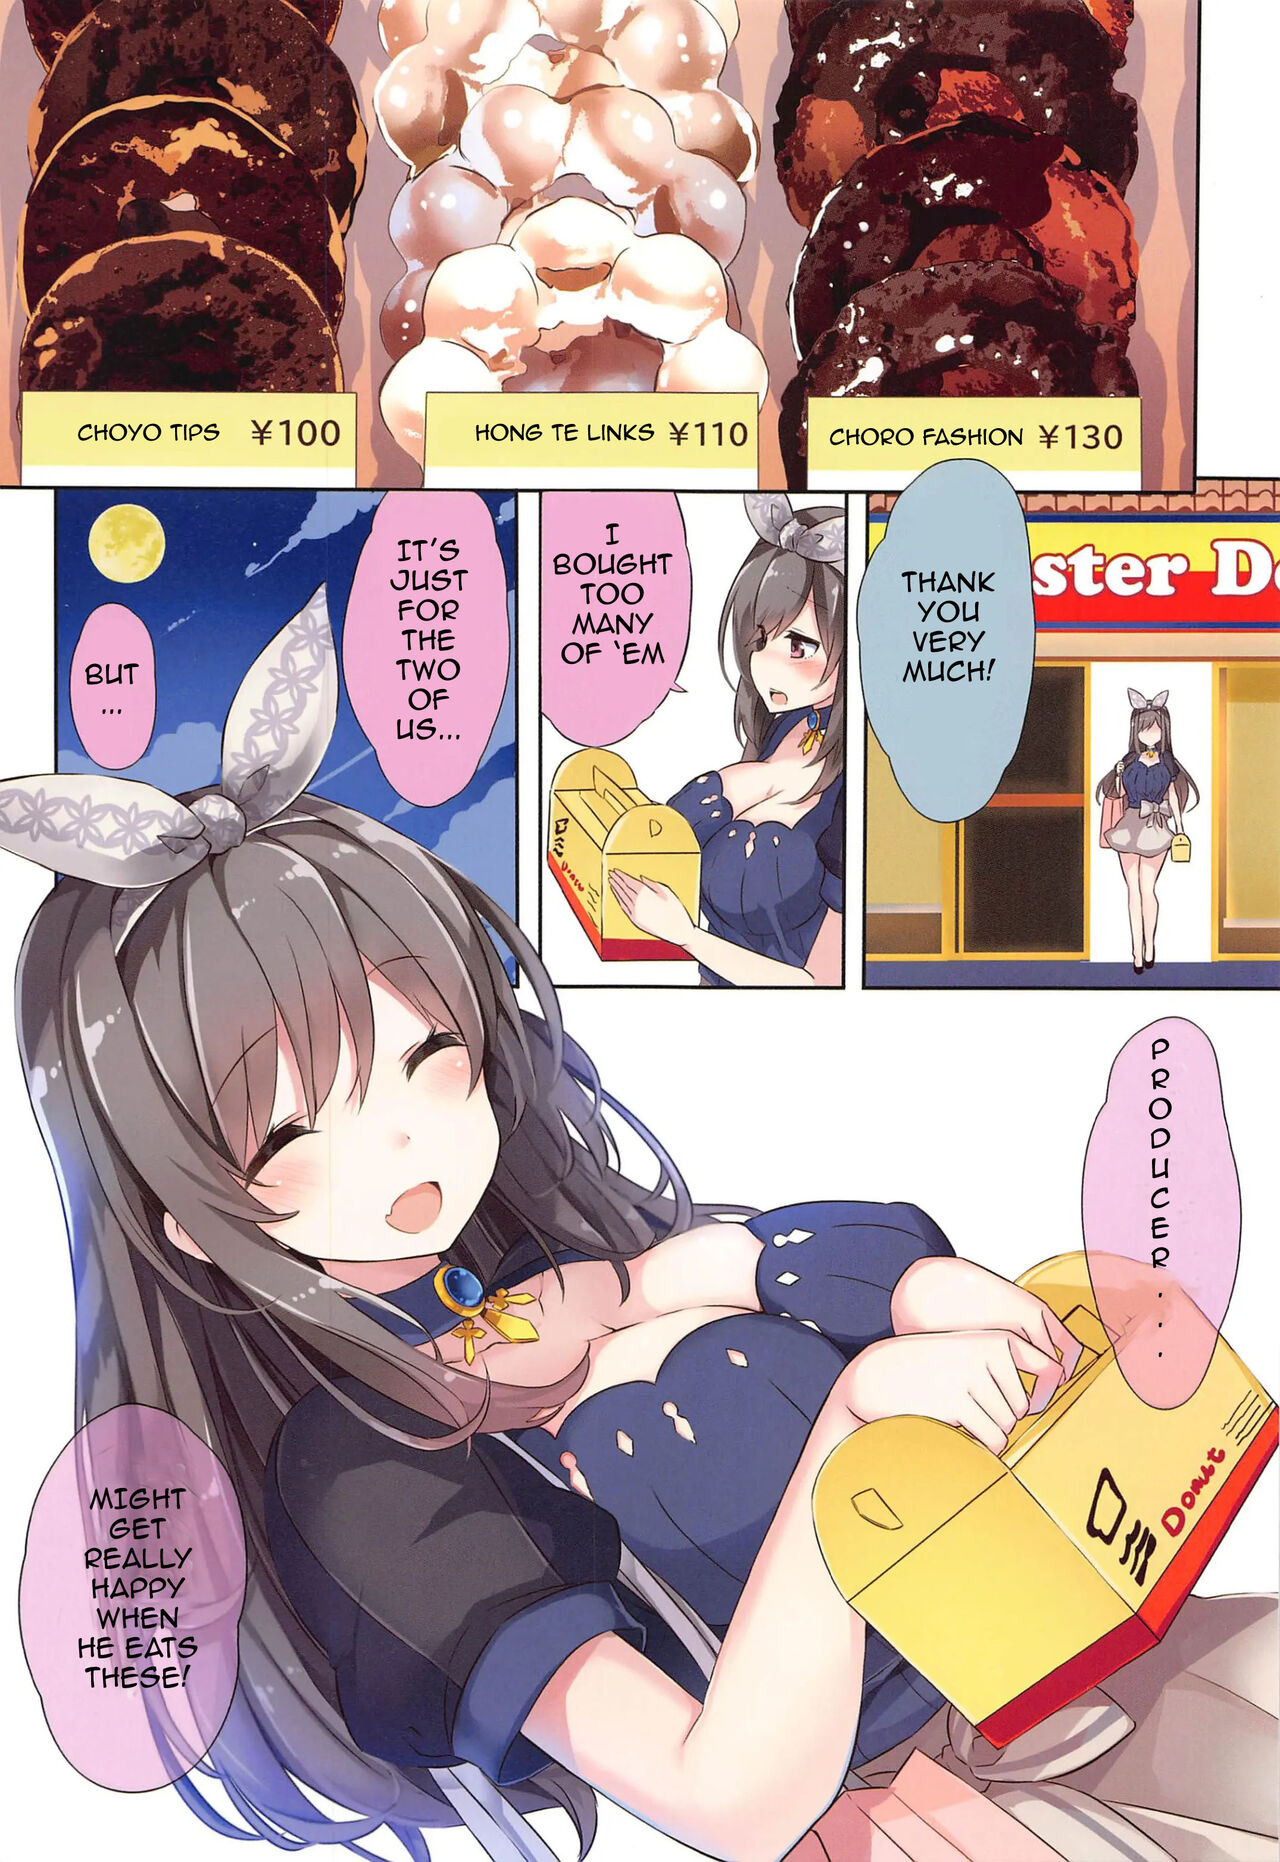 CHOYO TIPS ¥100
HONG TE LINKS ¥110
CHORO FASHION ¥130
ster Do
THANK
YOU
VERY
MUCH!
I
BOUGHT
TOO
MANY
OF 'EM
IT'S
JUST
FOR
THE
TWO
OF
US...
BUT
...
PRODUCER...
Donut
MIGHT
GET
REALLY
HAPPY
WHEN
HE EATS
THESE!